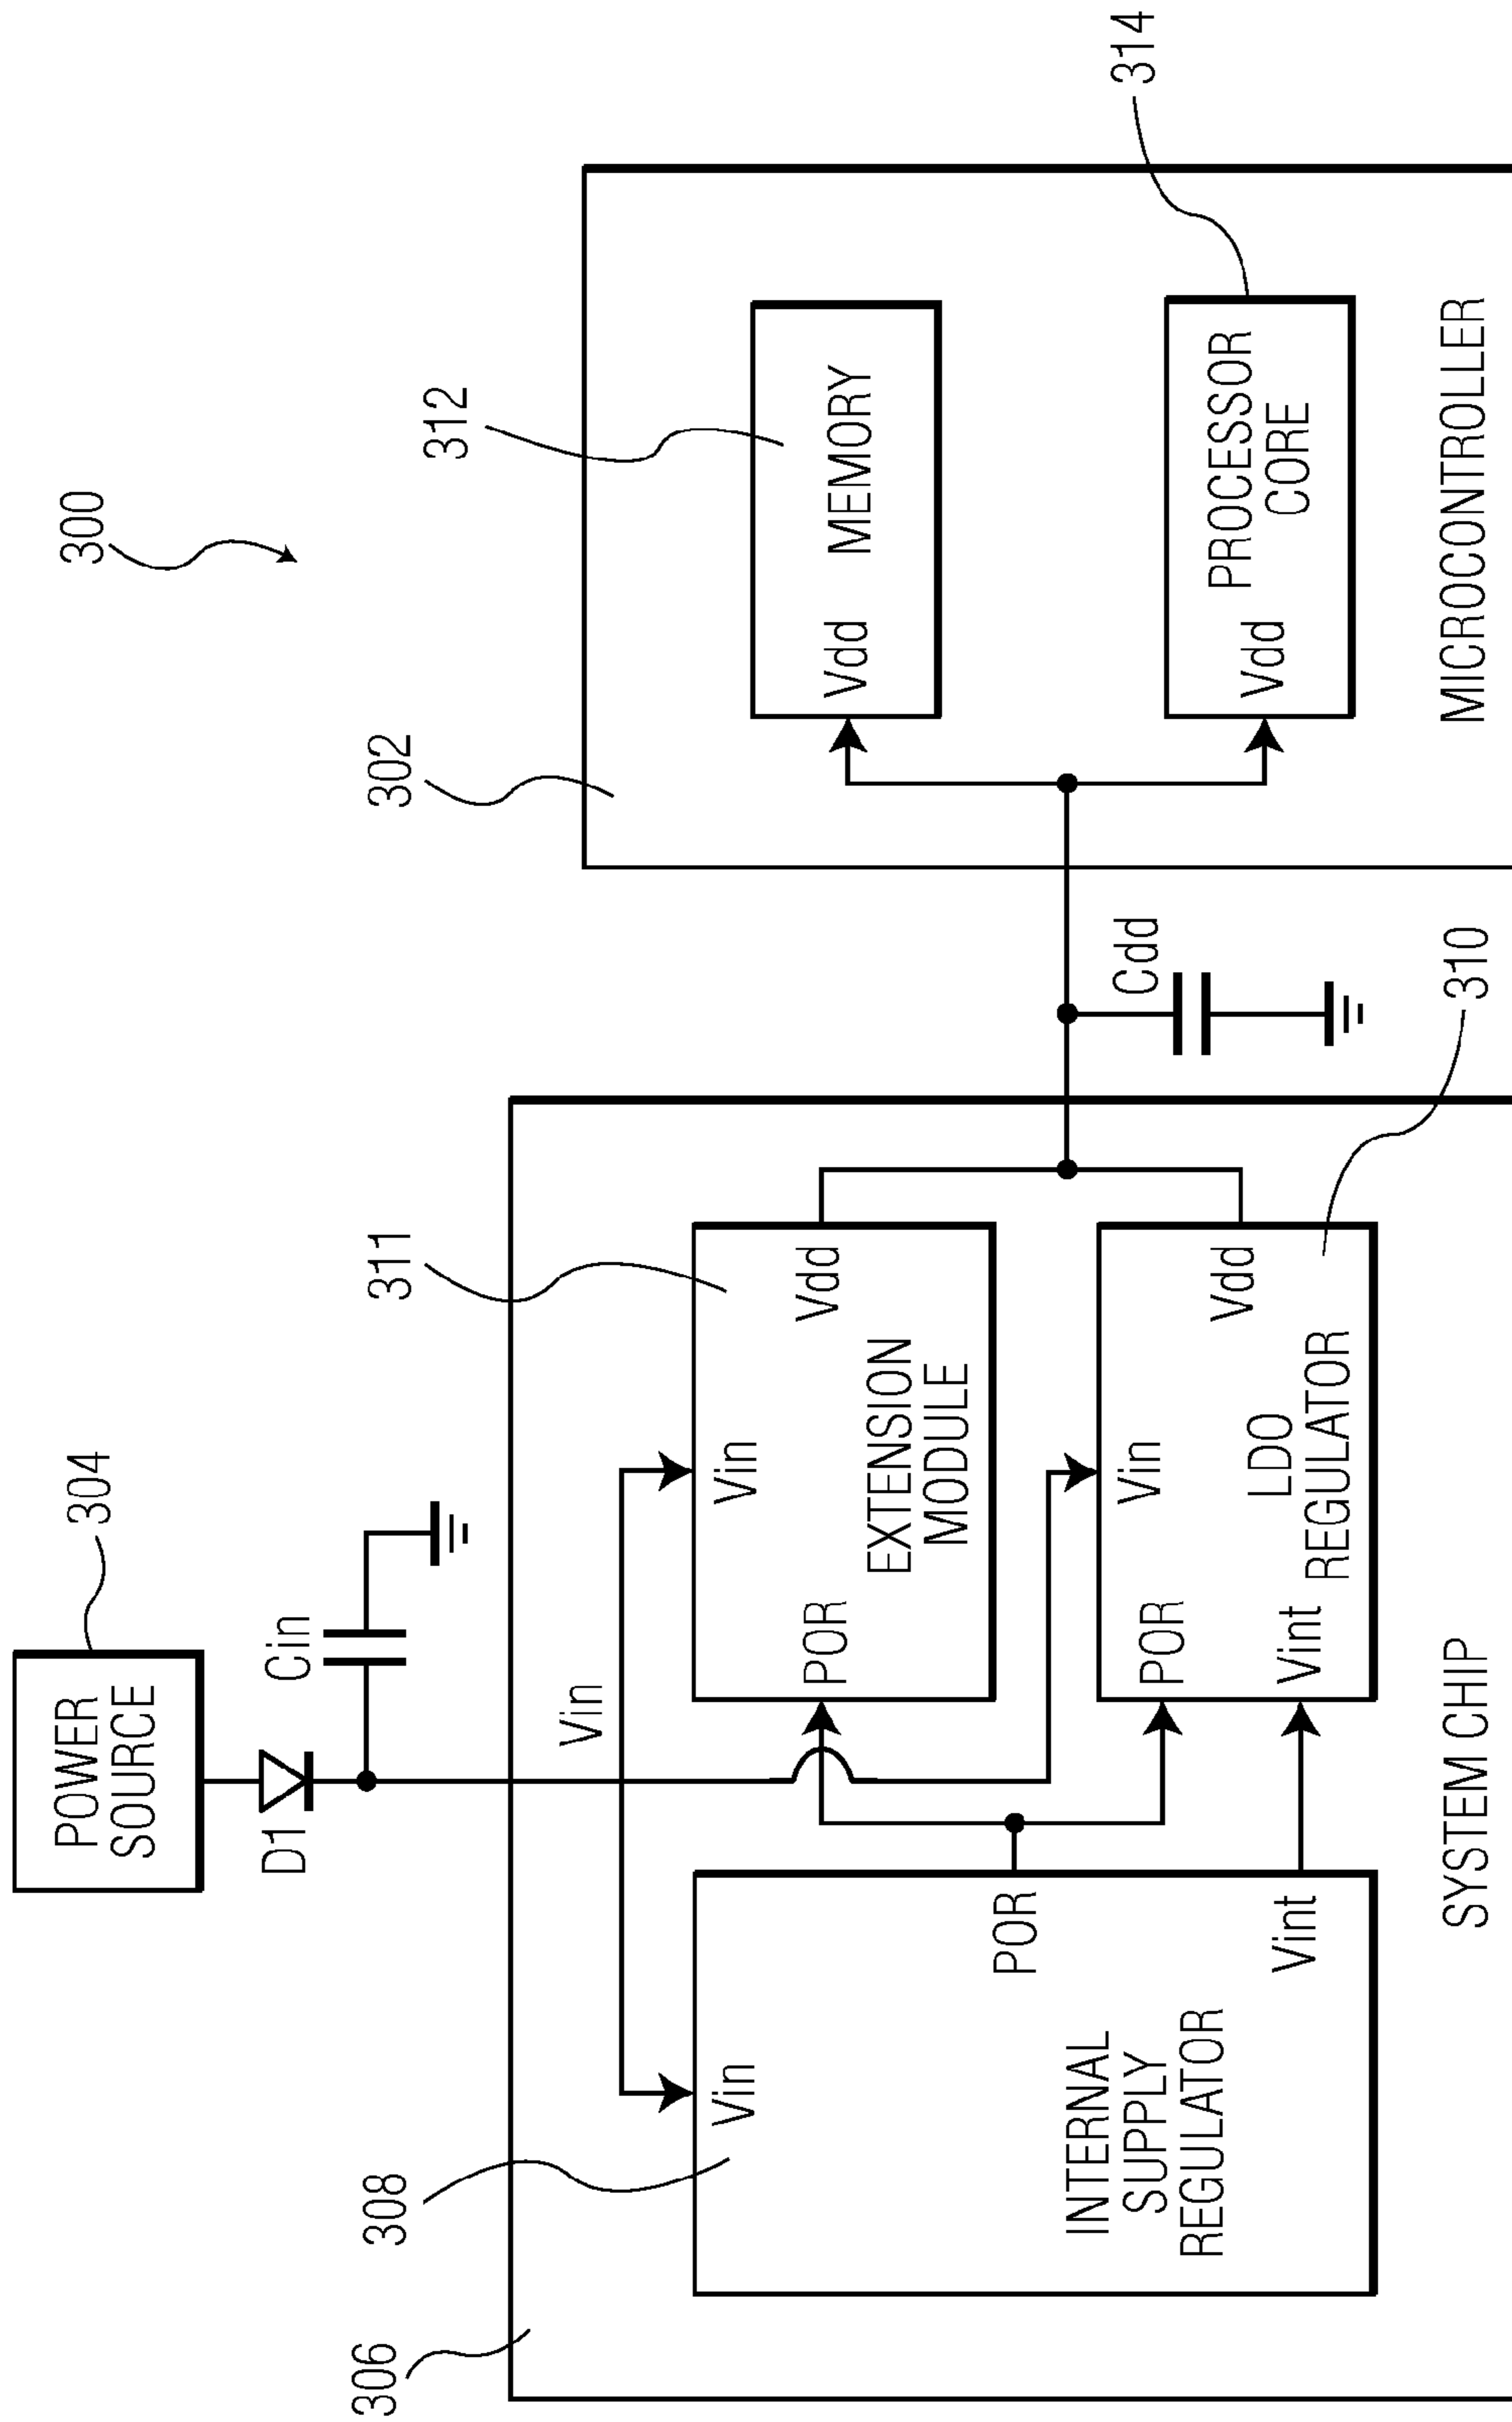 300
304
POWER
SOURCE
D1
Cin
306
308
311
302
312
314
Vin
Vin
INTERNAL
SUPPLY
REGULATOR
POR
Vint
POR
Vin
EXTENSION
MODULE
Vdd
POR
Vin
Vint
LDO
REGULATOR
Vdd
310
SYSTEM CHIP
Cdd
Vdd
MEMORY
Vdd
PROCESSOR
CORE
MICROCONTROLLER